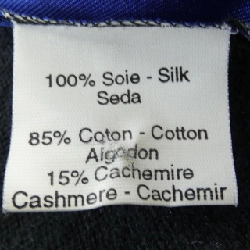 100% Soie - Silk
Seda
85% Coton - Cotton
Algodon
15% Cachemire
Cashmere - Cachemir